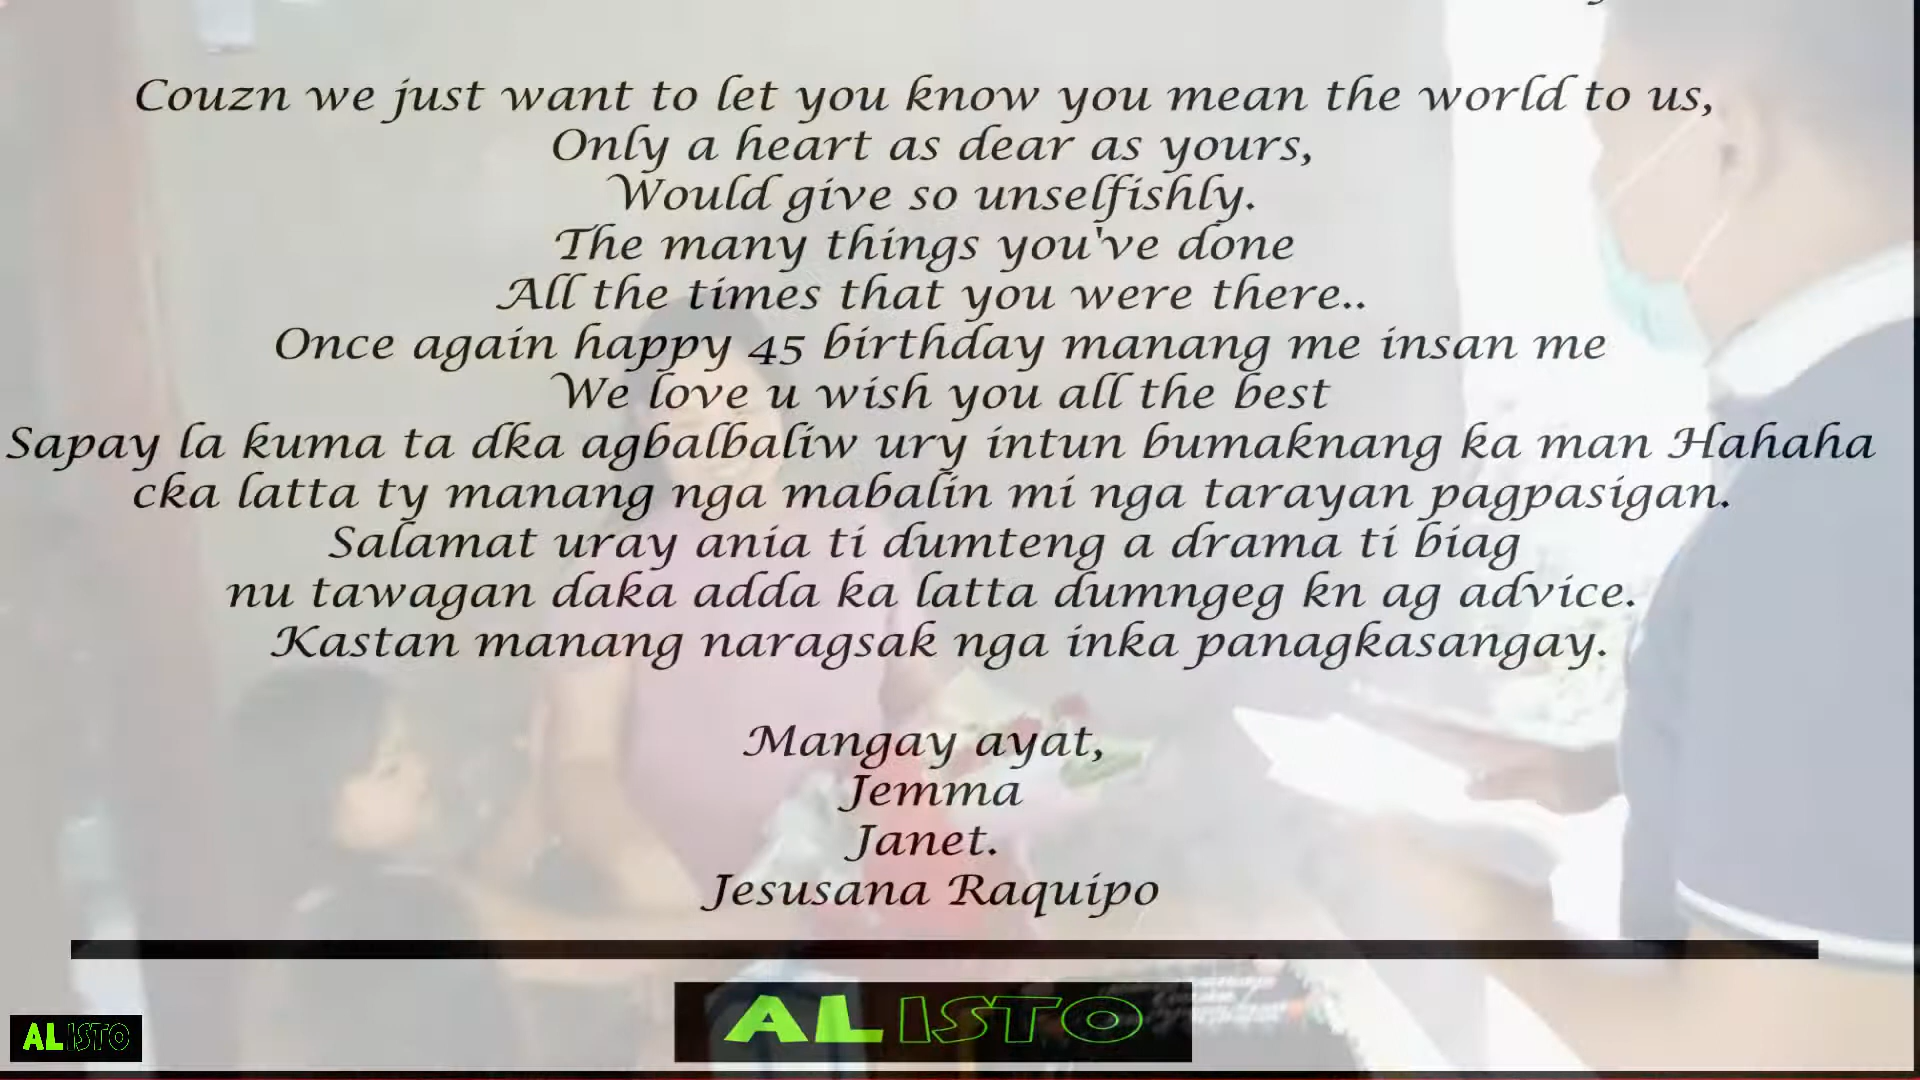 Couzn we just want to let you know you mean the world to us,
Only a heart as dear as yours,
Would give so unselfishly.
The many things you've done
All the times that you were there..
Once again happy 45 birthday manang me insan me
We love u wish you all the best
Sapay la kuma ta dka agbalbaliw ury intun bumaknang ka man Hahaha
cka latta ty manang nga mabalin mi nga tarayan pagpasigan.
Salamat uray ania ti dumteng a drama ti biag
nu tawagan daka adda ka latta dumngeg kn ag advice.
Kastan manang naragsak nga inka panagkasangay.
Mangay ayat,
Jemma
Janet.
Jesusana Raquipo
ALISTO
ALISTO